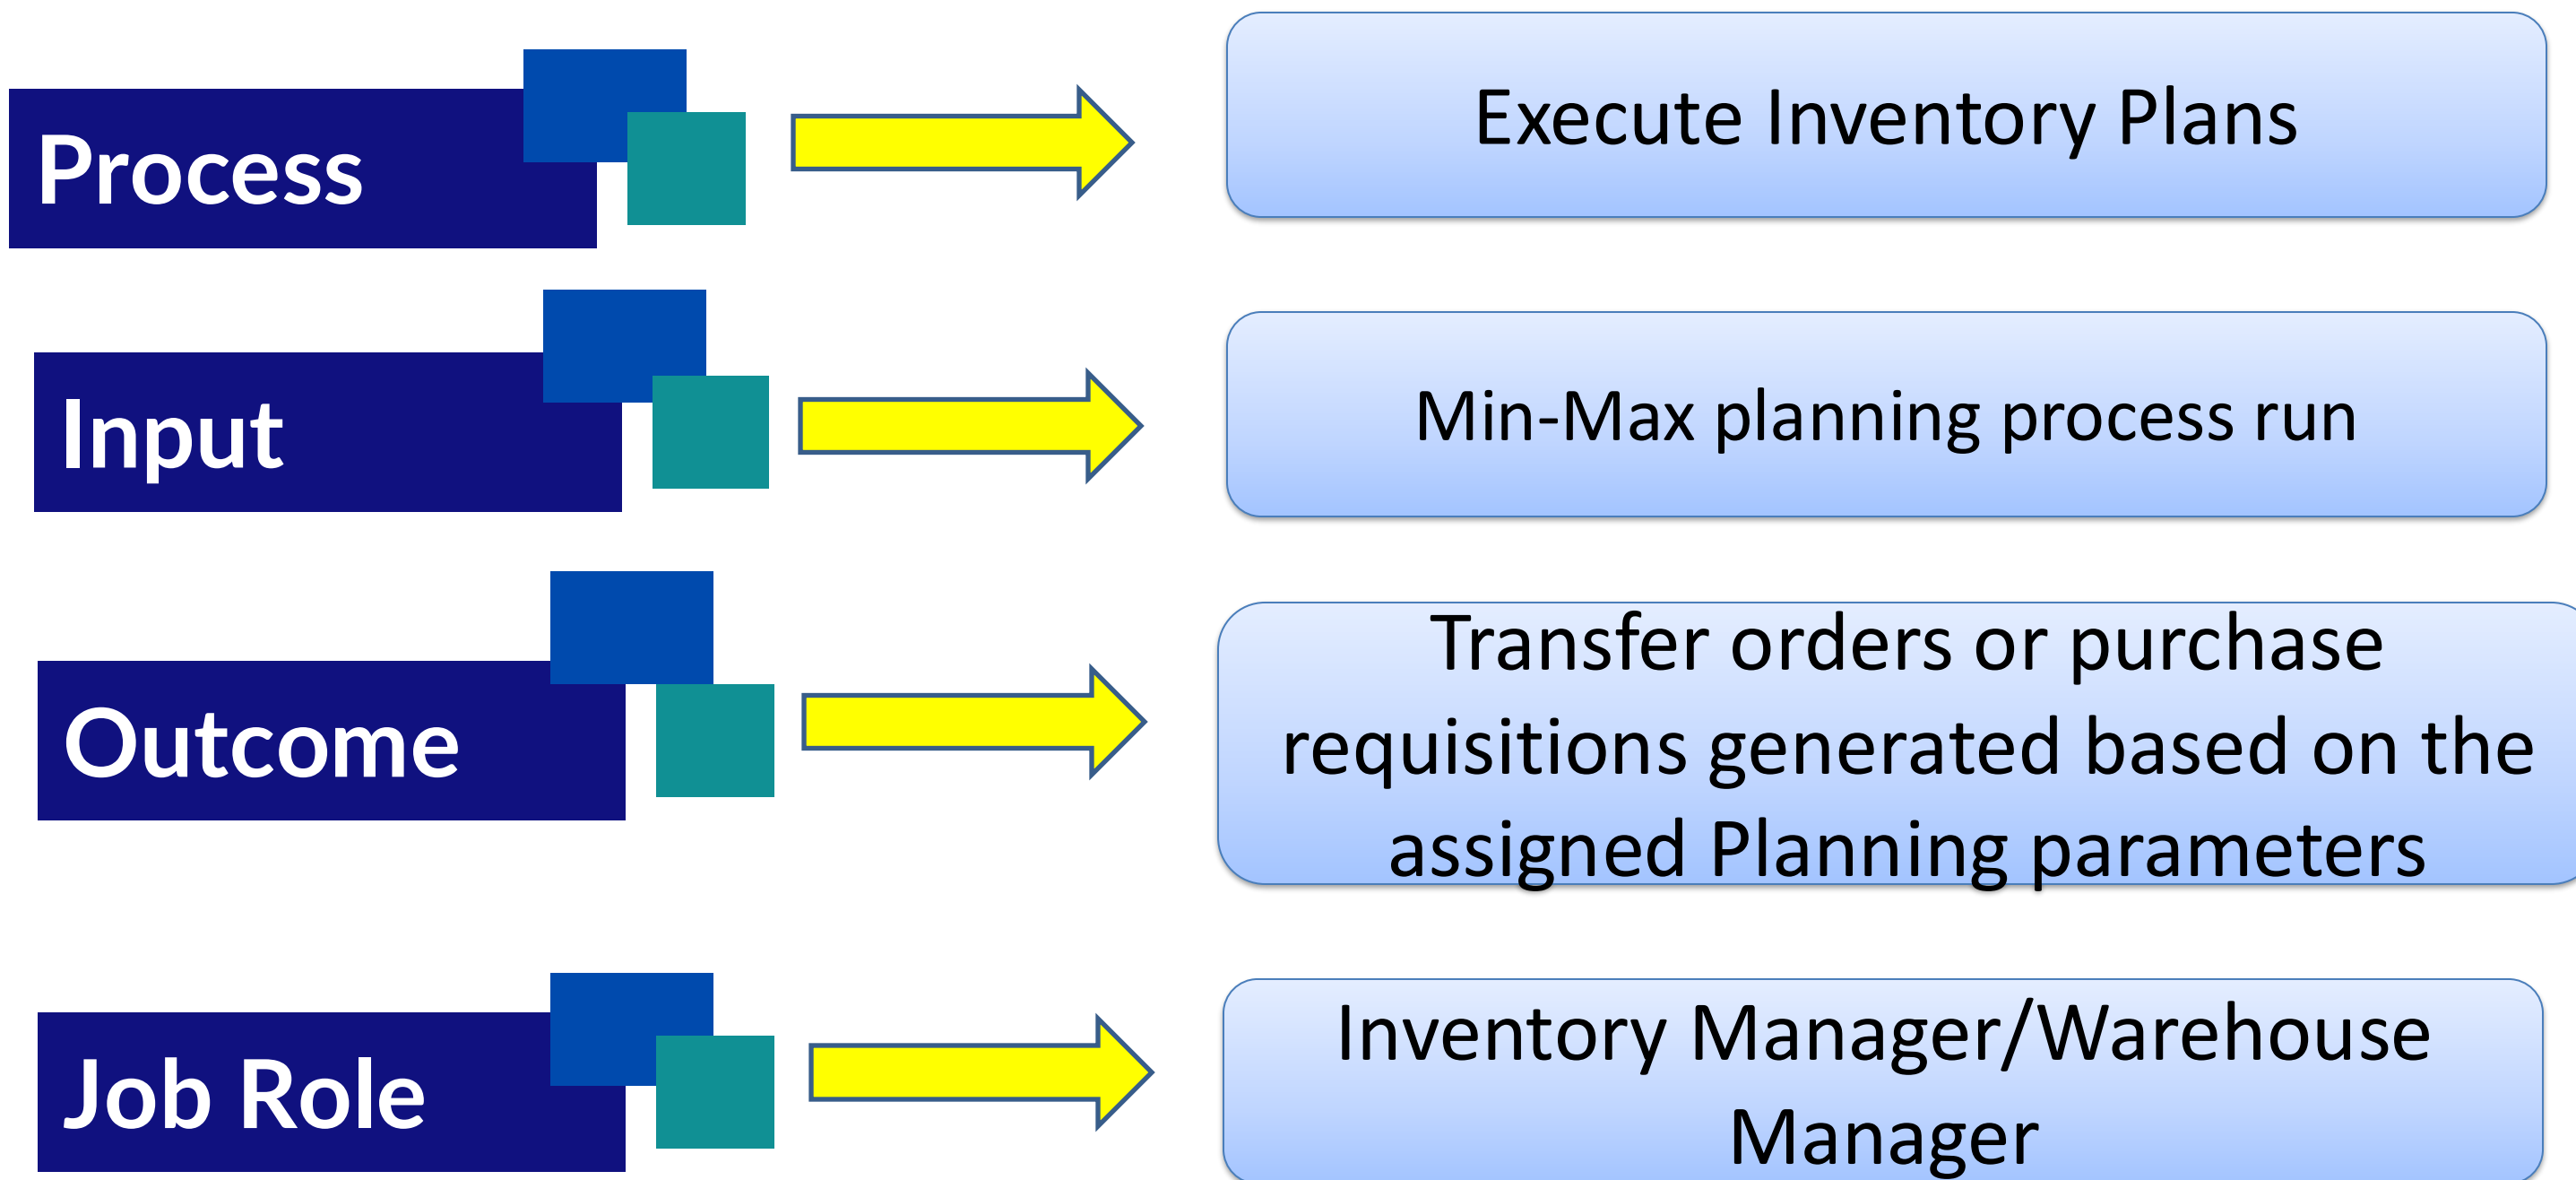 Process
Execute Inventory Plans
Input
Min-Max planning process run
Outcome
Transfer orders or purchase
requisitions generated based on the
assigned Planning parameters
Job Role
Inventory Manager/Warehouse
Manager